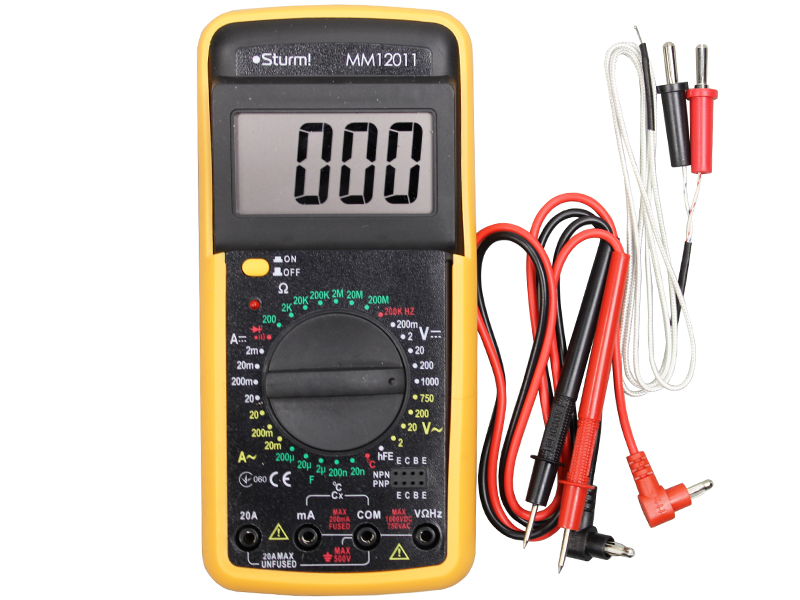 Sturm! MM12011
000
ON
OFF
Ω
200 2K 20K 200K 2M 20M 200M
200K HZ
A⎓ 200m V⎓
2
2m 20
20m 200
200m 1000
20 750
20 200
200m 20 V~
20m 2
A~ hFE
200µ 20µ 2µ 200n 20n °C
F
060 CE
E C B E
NPN
PNP
E C B E
°C
Cx
20A mA MAX 200mA FUSED COM MAX 1000VDC 750VAC VΩHz
20A MAX
UNFUSED
MAX
500V